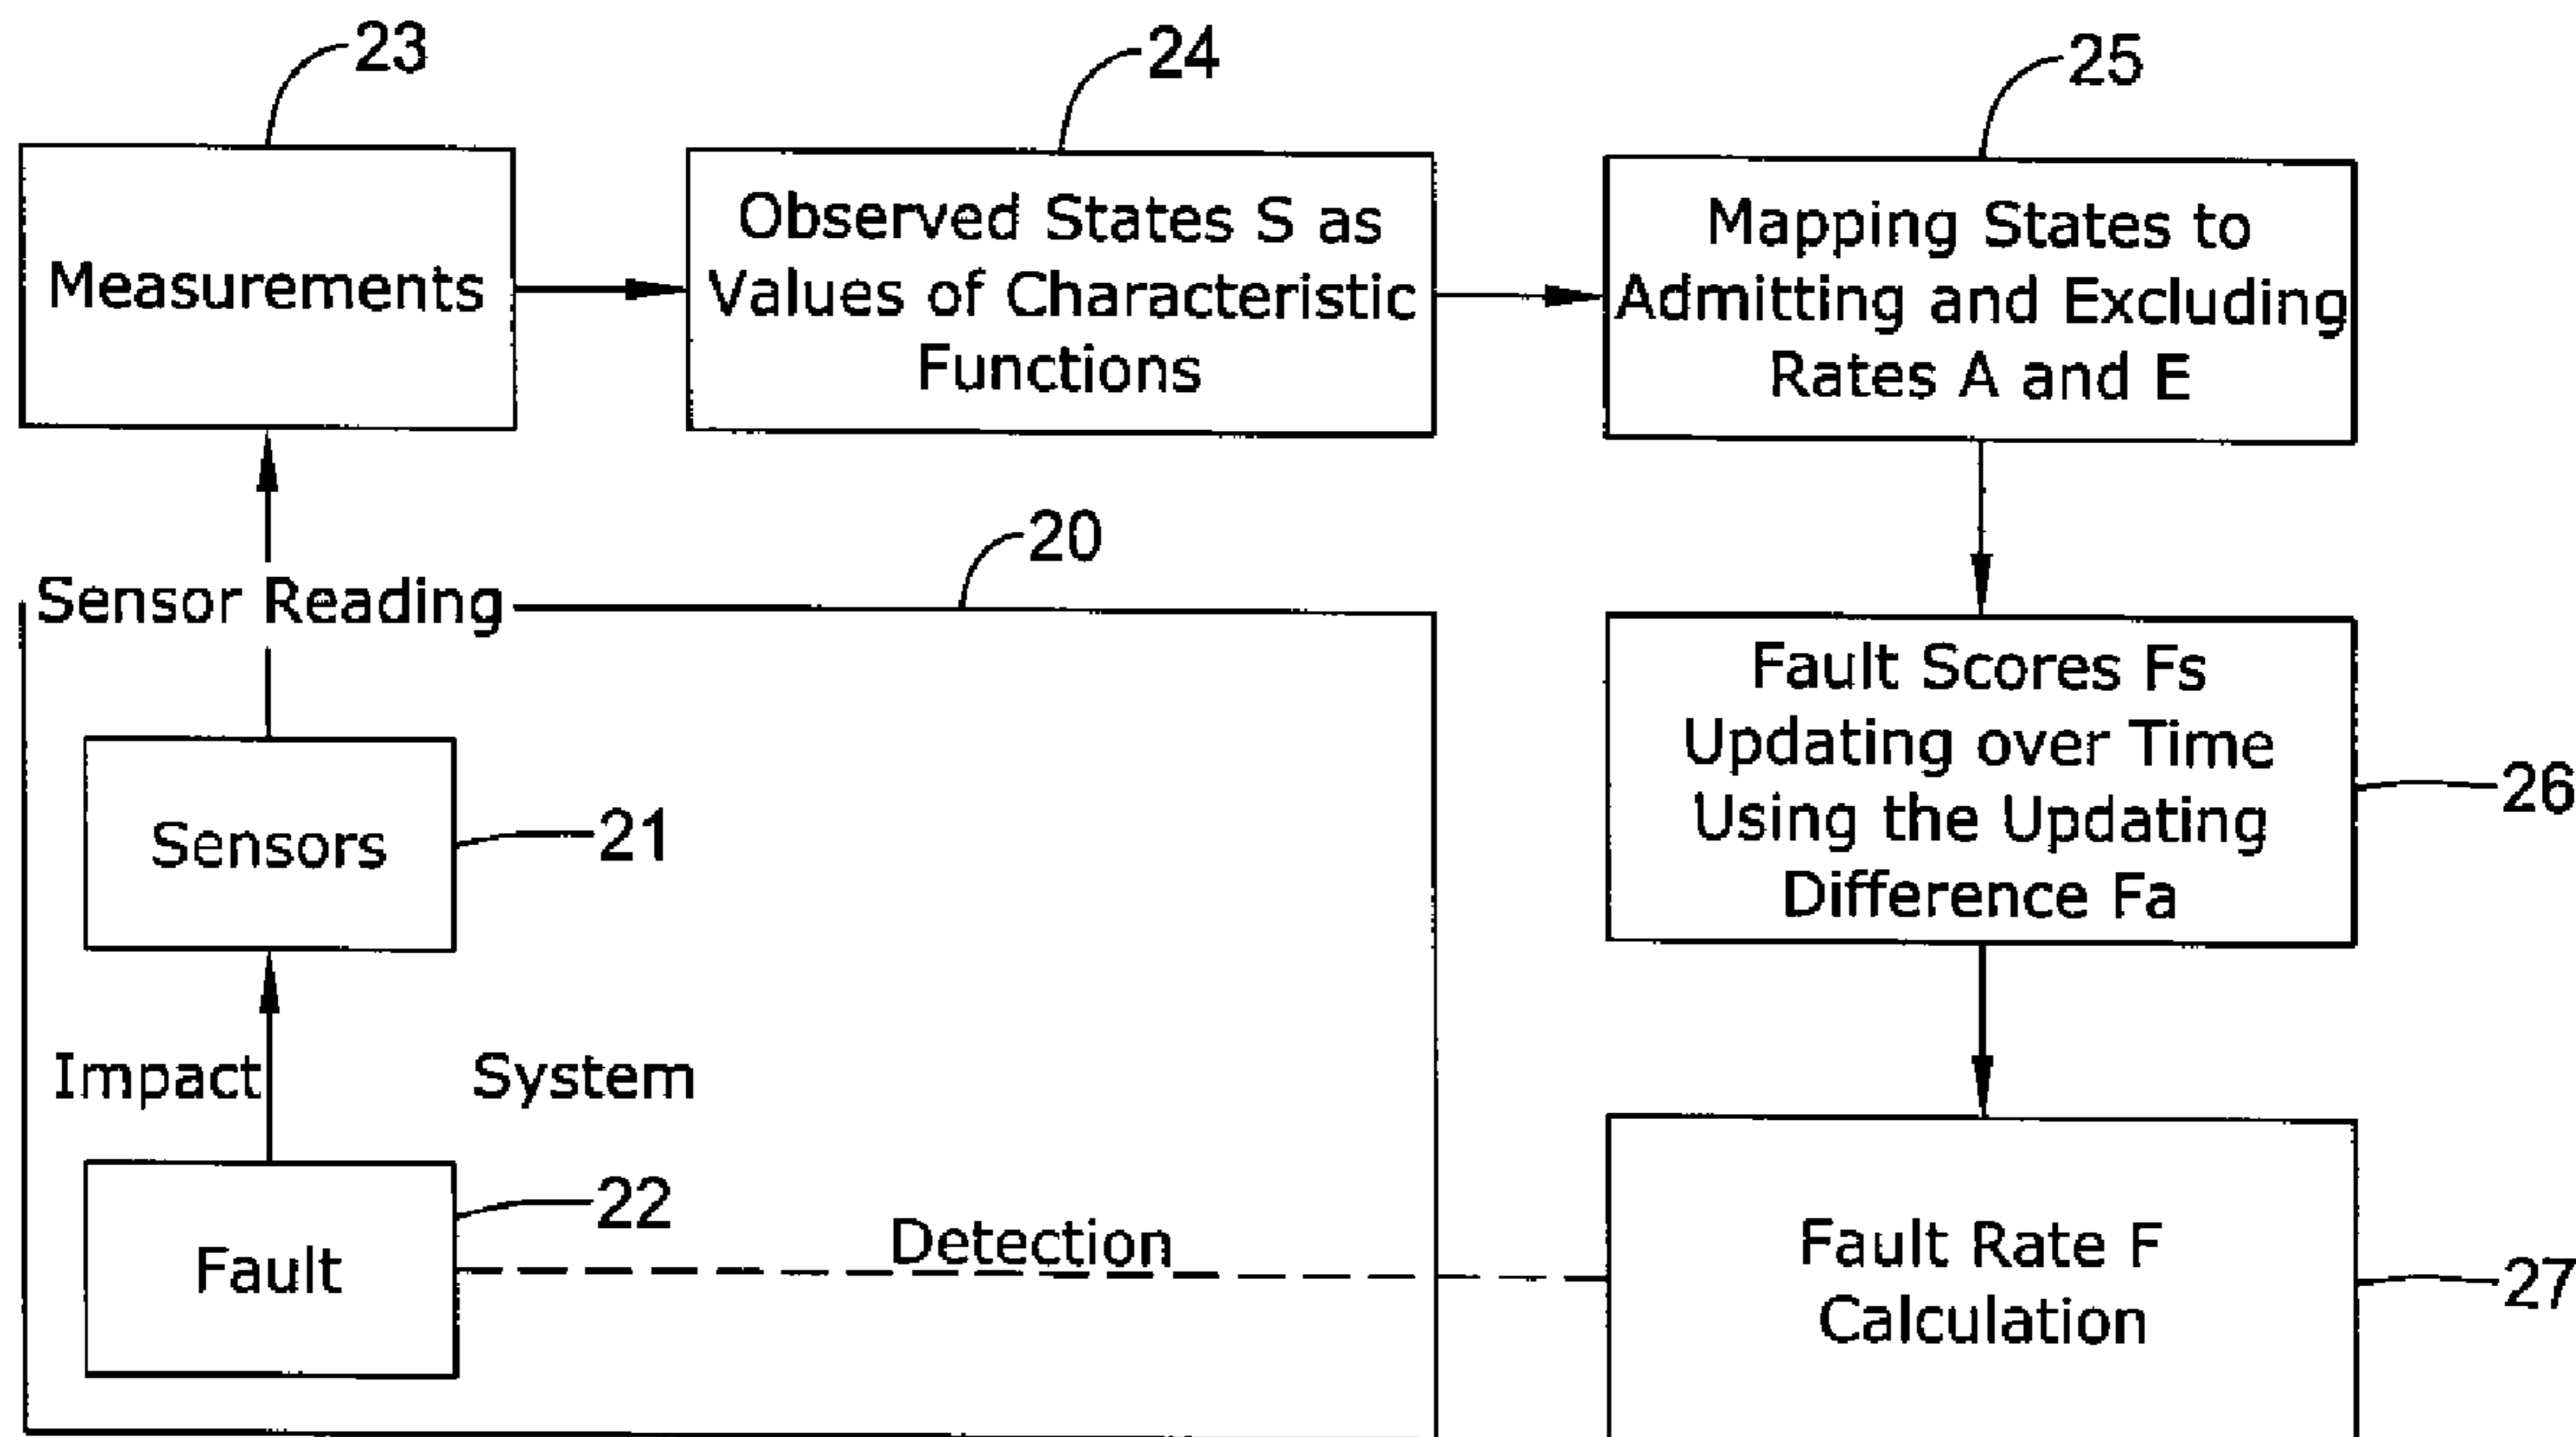 23
24
25
Measurements
Observed States S as
Values of Characteristic
Functions
Mapping States to
Admitting and Excluding
Rates A and E
20
Sensor Reading
Sensors
21
Fault Scores Fs
Updating over Time
Using the Updating
Difference Fa
26
Impact
System
Fault
22
Detection
Fault Rate F
Calculation
27